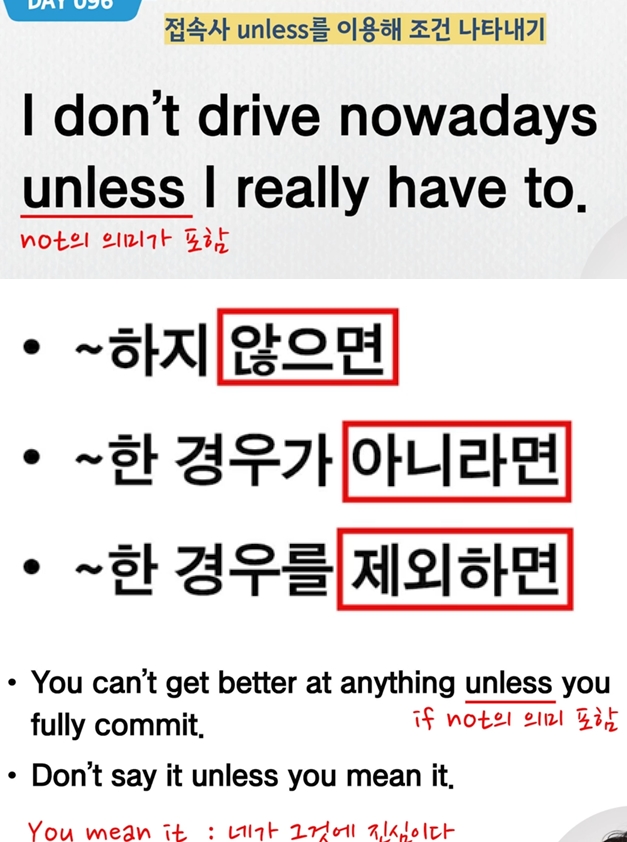 DAY 096
접속사 unless를 이용해 조건 나타내기
I don't drive nowadays
unless I really have to.
not의 의미가 포함
• ~하지 않으면
• ~한 경우가 아니라면
• ~한 경우를 제외하면
• You can't get better at anything unless you
fully commit.
if not의 의미 포함
• Don't say it unless you mean it.
You mean it : 네가 그것에 진심이다